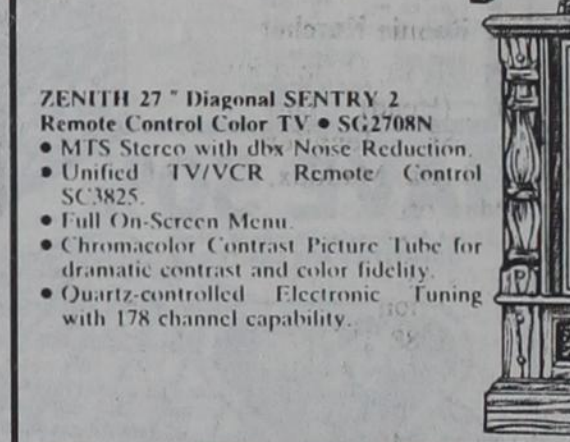 ZENITH 27 " Diagonal SENTRY 2
Remote Control Color TV • SG2708N
• MTS Stereo with dbx Noise Reduction.
• Unified TV/VCR Remote Control
SC3825.
• Full On-Screen Menu.
• Chromacolor Contrast Picture Tube for
dramatic contrast and color fidelity.
• Quartz-controlled Electronic Tuning
with 178 channel capability.